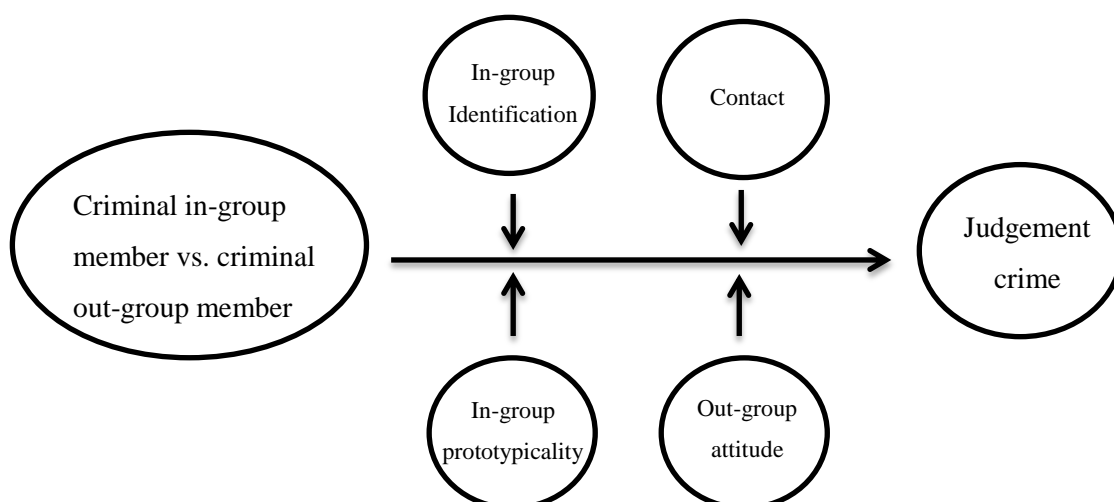 In-group
Identification
Contact
Criminal in-group
member vs. criminal
out-group member
Judgement
crime
In-group
prototypicality
Out-group
attitude